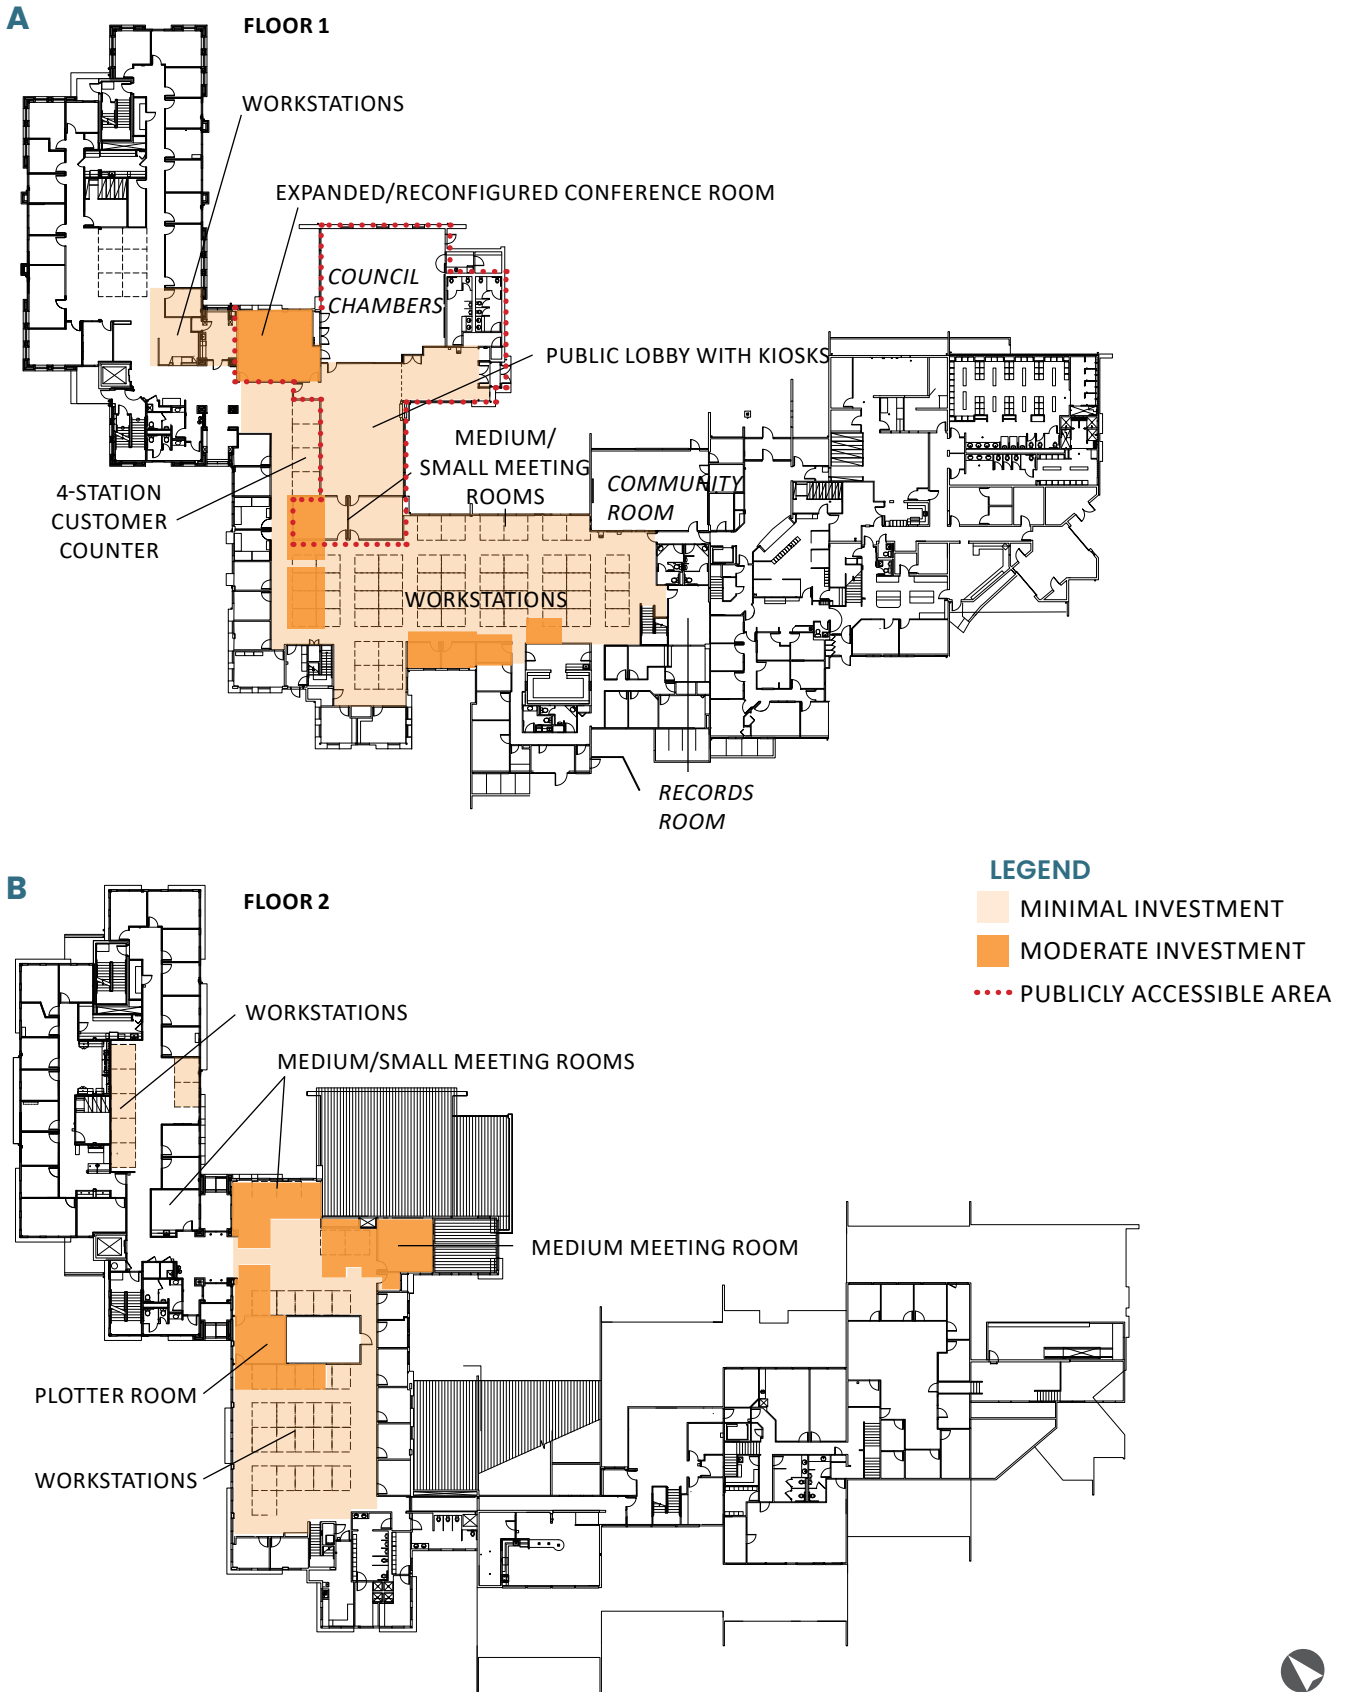 A
FLOOR 1
WORKSTATIONS
EXPANDED/RECONFIGURED CONFERENCE ROOM
COUNCIL
CHAMBERS
PUBLIC LOBBY WITH KIOSKS
MEDIUM/
SMALL MEETING
ROOMS
COMMUNITY
ROOM
4-STATION
CUSTOMER
COUNTER
WORKSTATIONS
RECORDS
ROOM
B
FLOOR 2
LEGEND
MINIMAL INVESTMENT
MODERATE INVESTMENT
PUBLICLY ACCESSIBLE AREA
WORKSTATIONS
MEDIUM/SMALL MEETING ROOMS
MEDIUM MEETING ROOM
PLOTTER ROOM
WORKSTATIONS